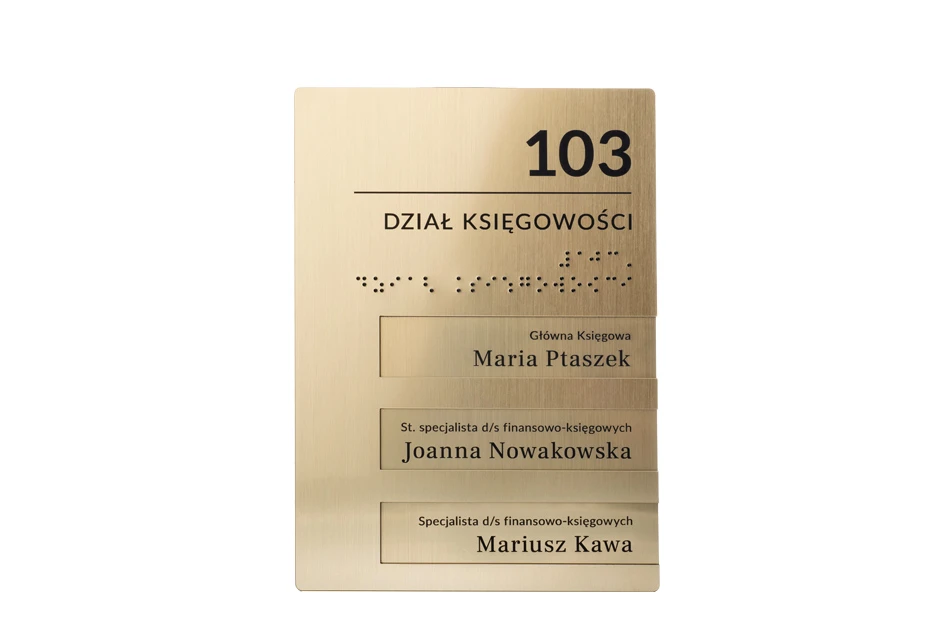 103
DZIAŁ KSIĘGOWOŚCI
Główna Księgowa
Maria Ptaszek
St. specjalista d/s finansowo-księgowych
Joanna Nowakowska
Specjalista d/s finansowo-księgowych
Mariusz Kawa